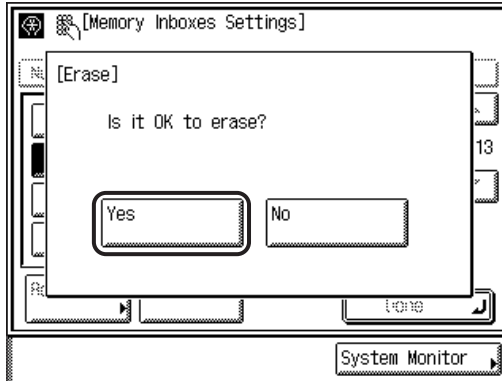 [Memory Inboxes Settings]
[Erase]
Is it OK to erase?
13
Yes
No
Done
System Monitor